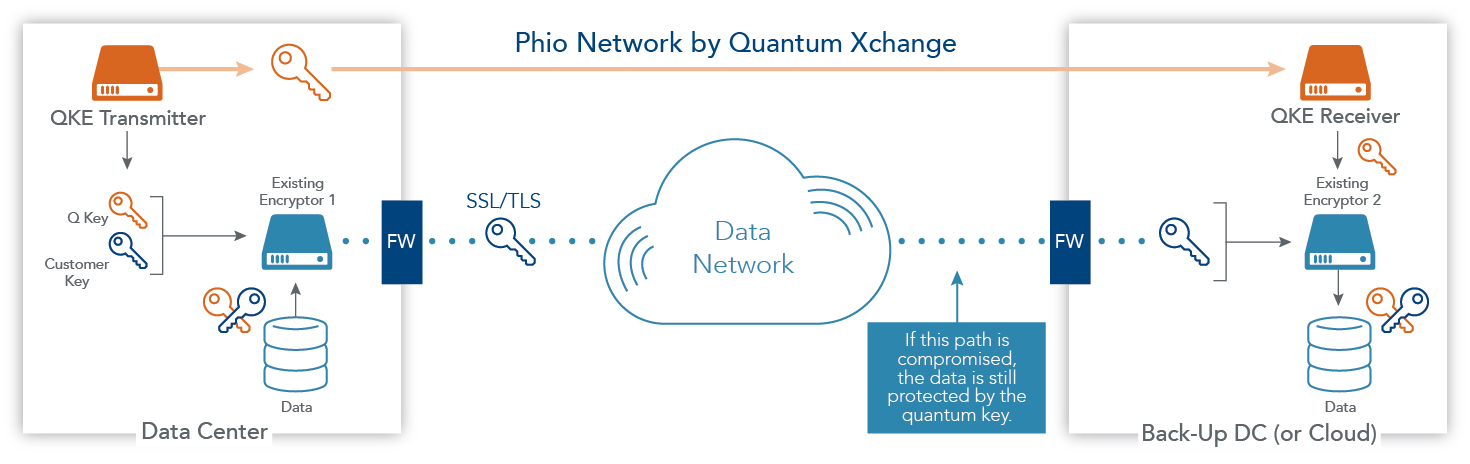 Phio Network by Quantum Xchange
QKE Transmitter
Q Key
Customer
Key
Existing
Encryptor 1
Data
Data Center
FW
SSL/TLS
Data
Network
If this path is
compromised,
the data is still
protected by the
quantum key.
FW
QKE Receiver
Existing
Encryptor 2
Data
Back-Up DC (or Cloud)